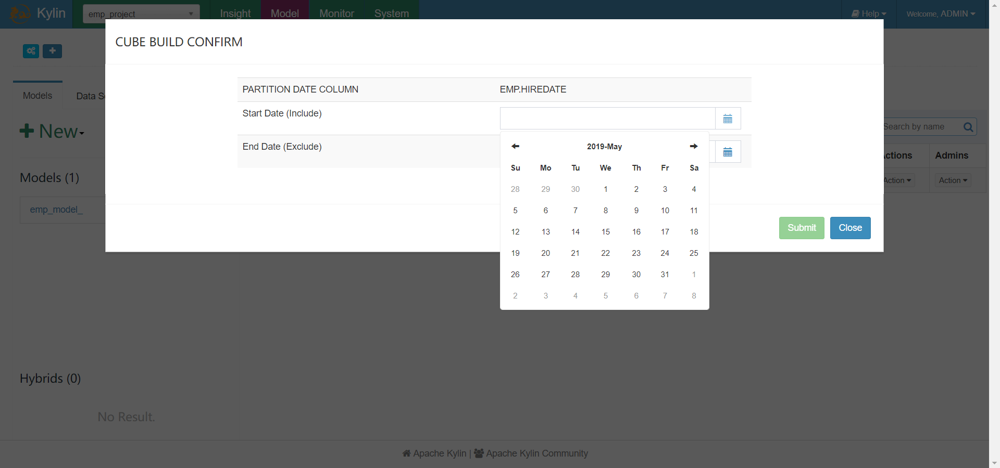 Kylin
emp_project
Insight
Model
Monitor
System
Help
Welcome, ADMIN
CUBE BUILD CONFIRM
PARTITION DATE COLUMN EMP.HIREDATE
Start Date (Include)
End Date (Exclude)
2019-May
Su Mo Tu We Th Fr Sa
28 29 30 1 2 3 4
5 6 7 8 9 10 11
12 13 14 15 16 17 18
19 20 21 22 23 24 25
26 27 28 29 30 31 1
2 3 4 5 6 7 8
Submit
Close
Models
Data S
New
Models (1)
emp_model_
Hybrids (0)
No Result.
Search by name
ctions Admins
Action Action
Apache Kylin | Apache Kylin Community